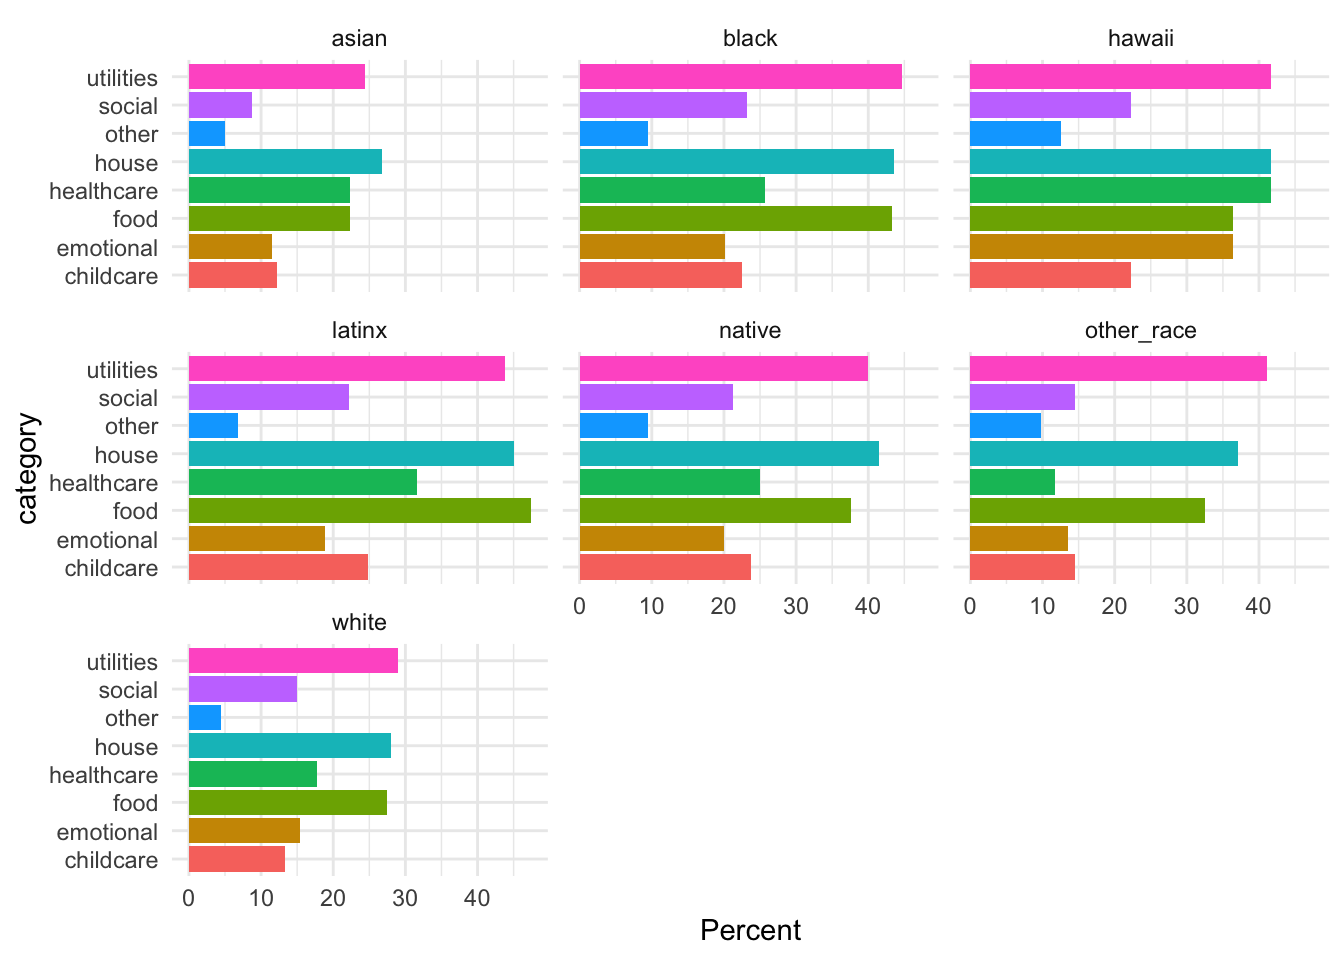 asian
black
hawaii
utilities
social
other
house
healthcare
food
emotional
childcare
latinx
native
other_race
utilities
social
other
house
healthcare
food
emotional
childcare
0 10 20 30 40
0 10 20 30 40
white
utilities
social
other
house
healthcare
food
emotional
childcare
0 10 20 30 40
category
Percent